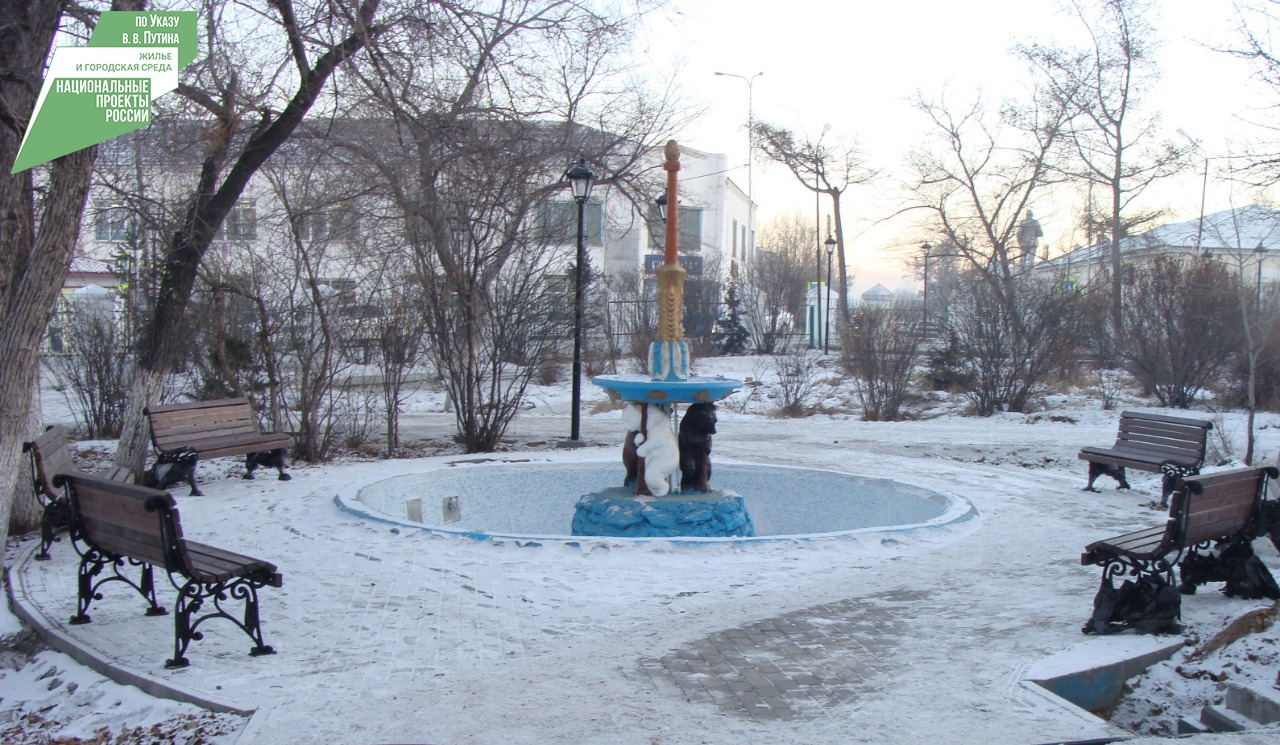 по Указу
В. В. Путина
ЖИЛЬЕ
И ГОРОДСКАЯ СРЕДА
НАЦИОНАЛЬНЫЕ
ПРОЕКТЫ
РОССИИ